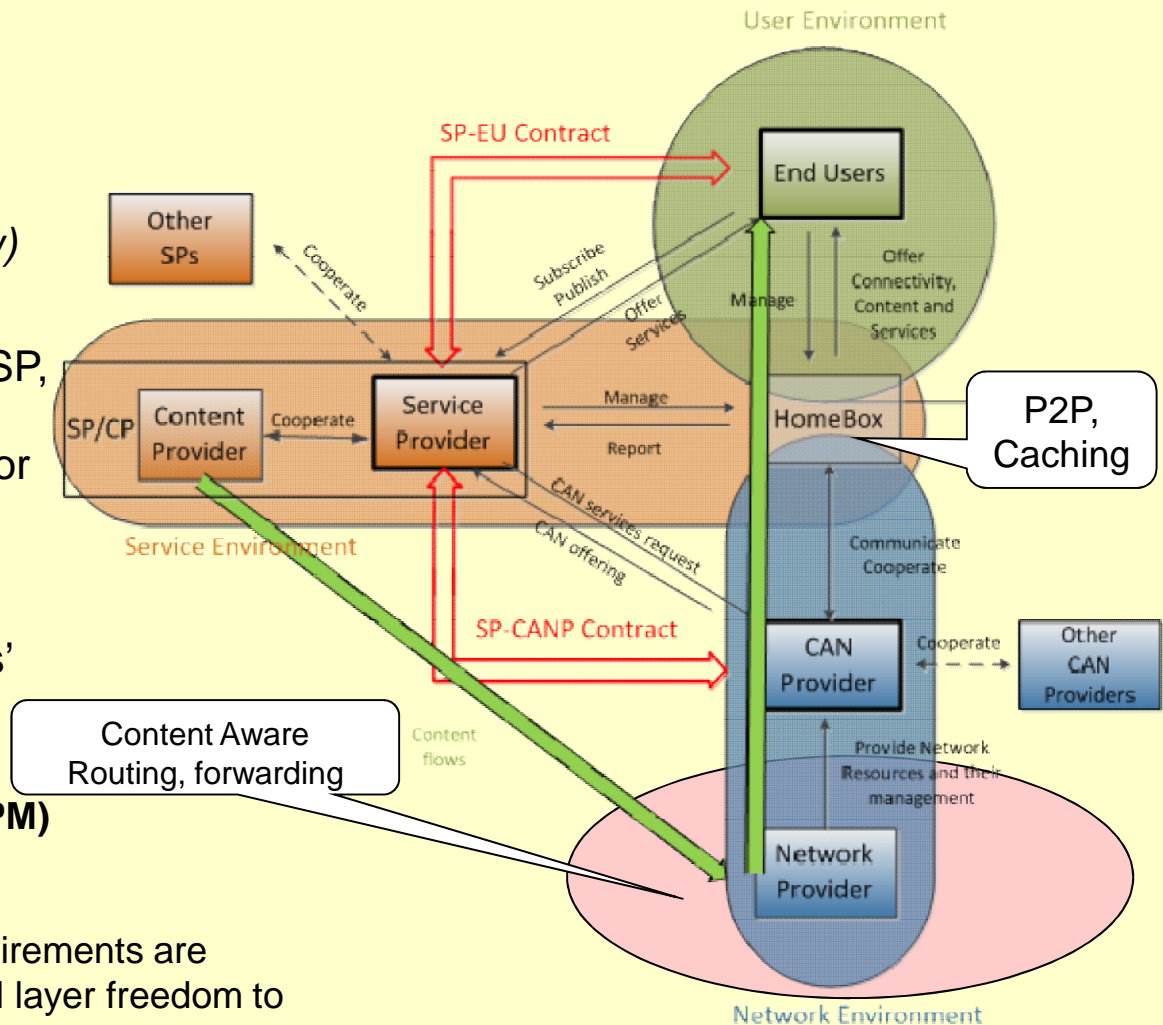 User Environment
SP-EU Contract
End Users
Other
SPs
Cooperate
Subscribe
Publish
Offer
Services
Manage
Offer
Connectivity,
Content and
Services
SP,
or
SP/CP
Content
Provider
Cooperate
Service
Provider
Manage
Report
HomeBox
P2P,
Caching
Service Environment
CAN services request
CAN offering
Communicate
Cooperate
SP-CANP Contract
CAN
Provider
Cooperate
Other
CAN
Providers
s’
Content Aware
Routing, forwarding
Content
flows
Provide Network
Resources and their
management
PM)
Network
Provider
irements are
layer freedom to
Network Environment